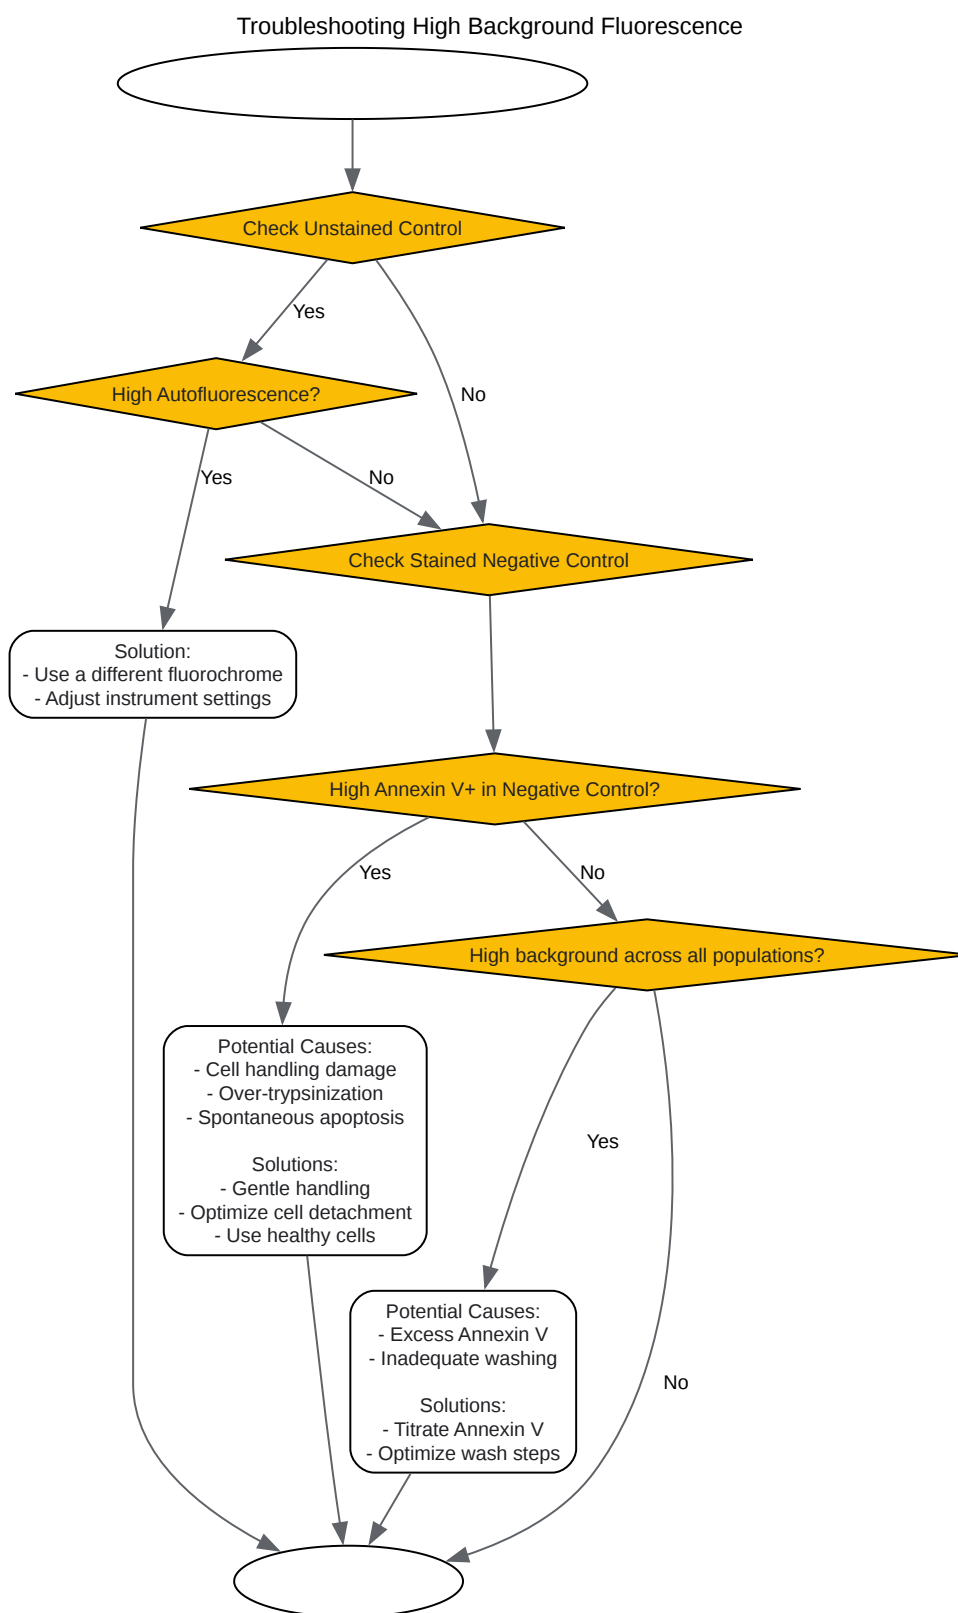 Troubleshooting High Background Fluorescence
Check Unstained Control
Yes
High Autofluorescence?
No
Yes
No
Check Stained Negative Control
Solution:
- Use a different fluorochrome
- Adjust instrument settings
High Annexin V+ in Negative Control?
Yes
No
High background across all populations?
Potential Causes:
- Cell handling damage
- Over-trypsinization
- Spontaneous apoptosis
Solutions:
- Gentle handling
- Optimize cell detachment
- Use healthy cells
Yes
Potential Causes:
- Excess Annexin V
- Inadequate washing
Solutions:
- Titrate Annexin V
- Optimize wash steps
No